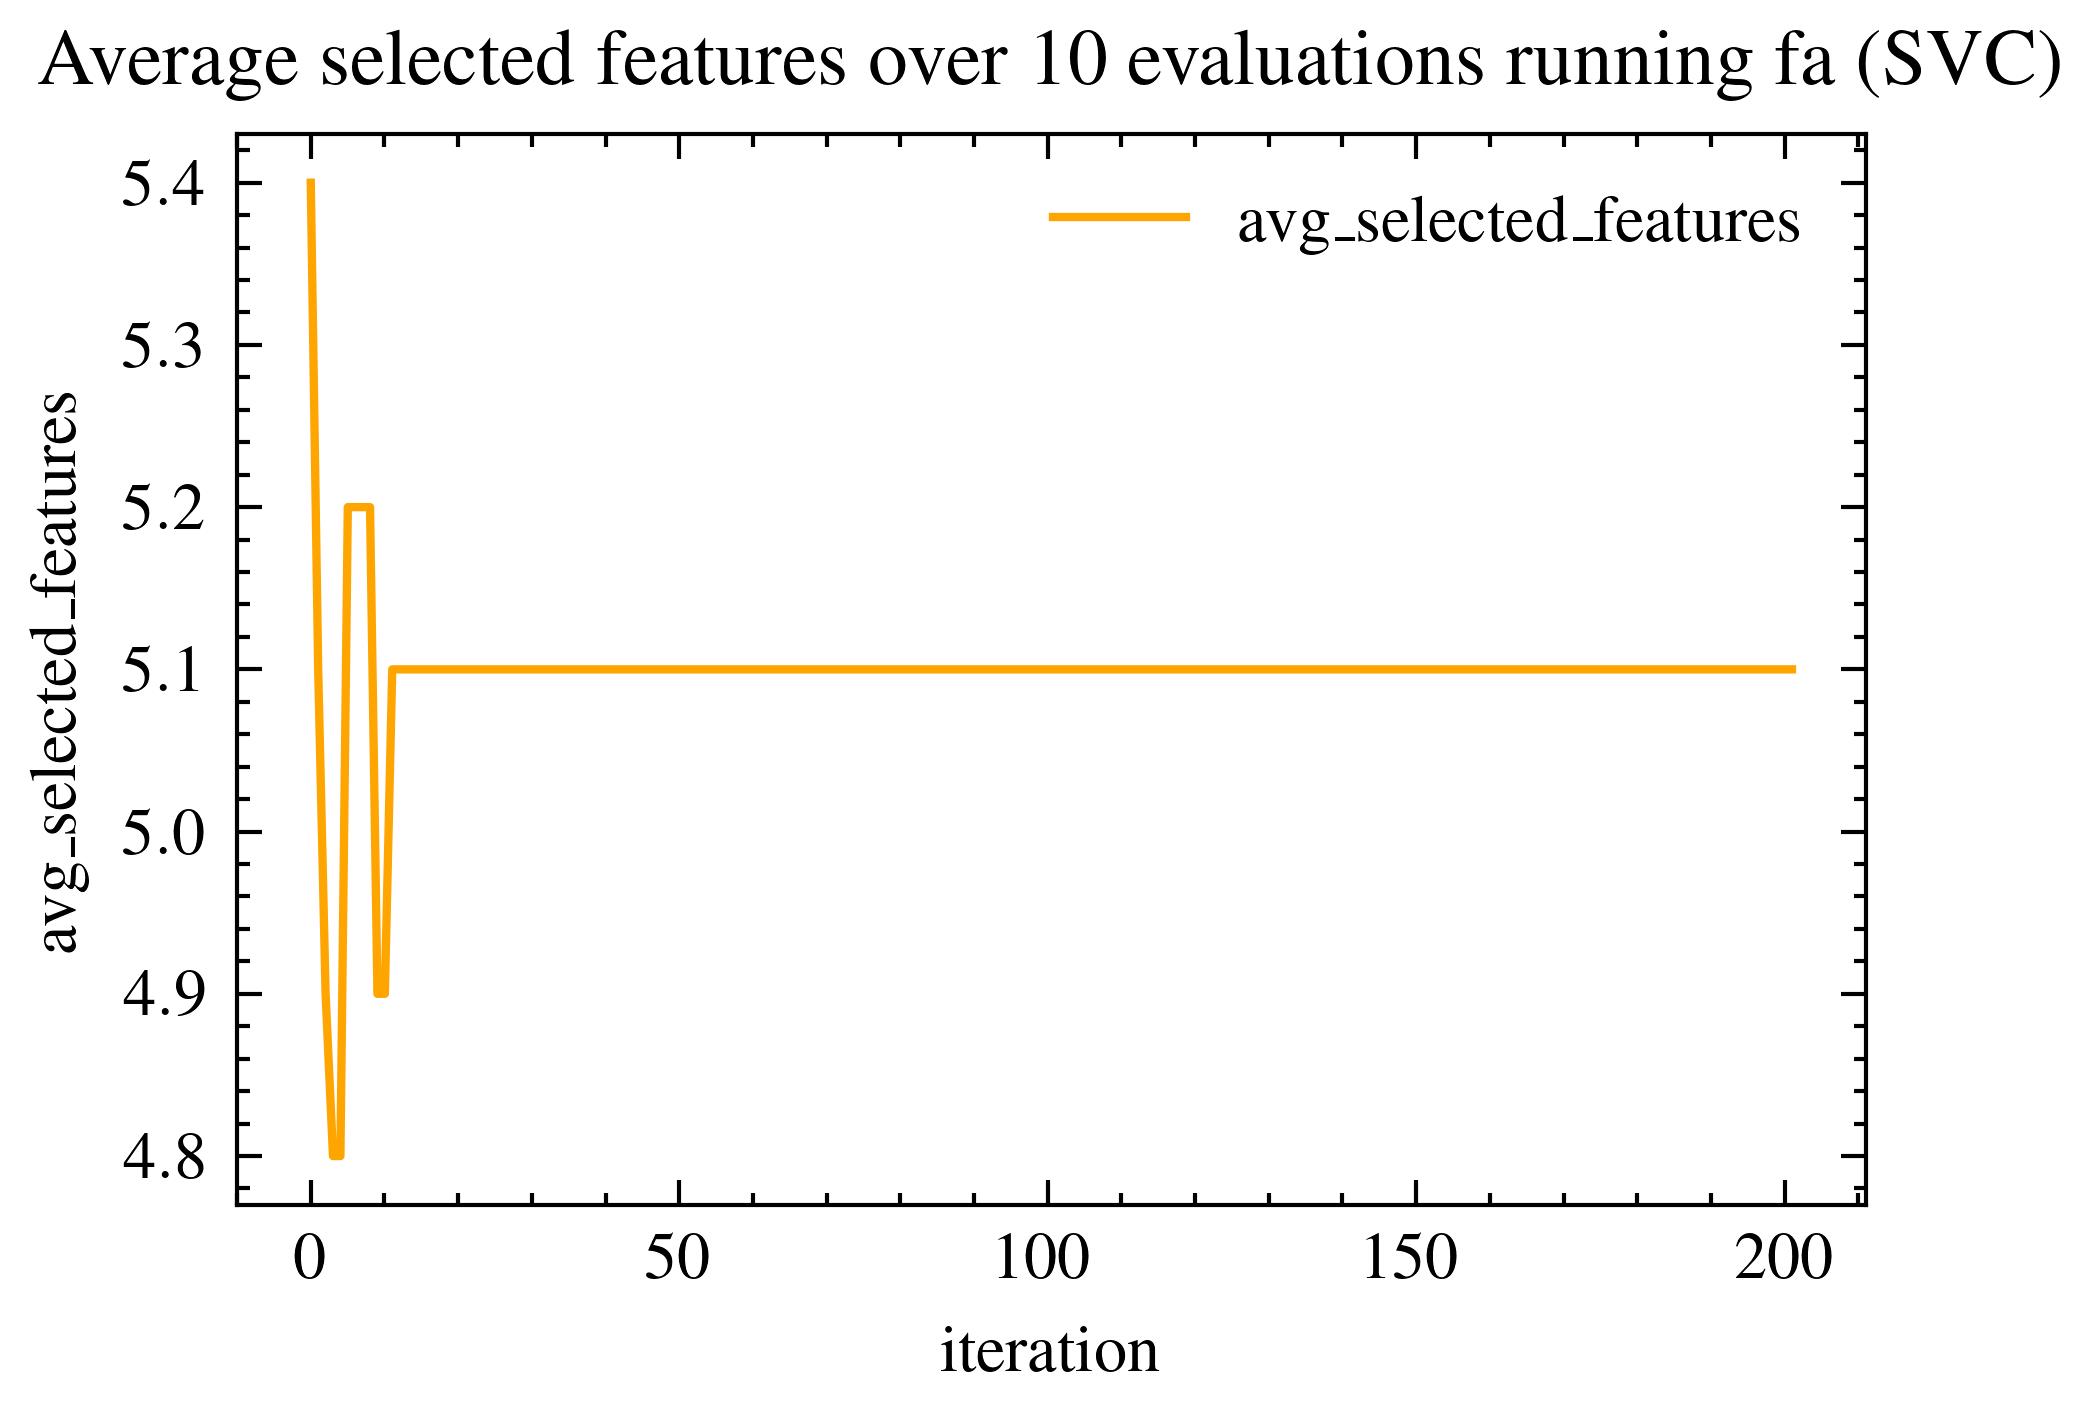 Average selected features over 10 evaluations running fa (SVC)
avg_selected_features
5.4
5.3
5.2
5.1
5.0
4.9
4.8
avg_selected_features
0 50 100 150 200
iteration